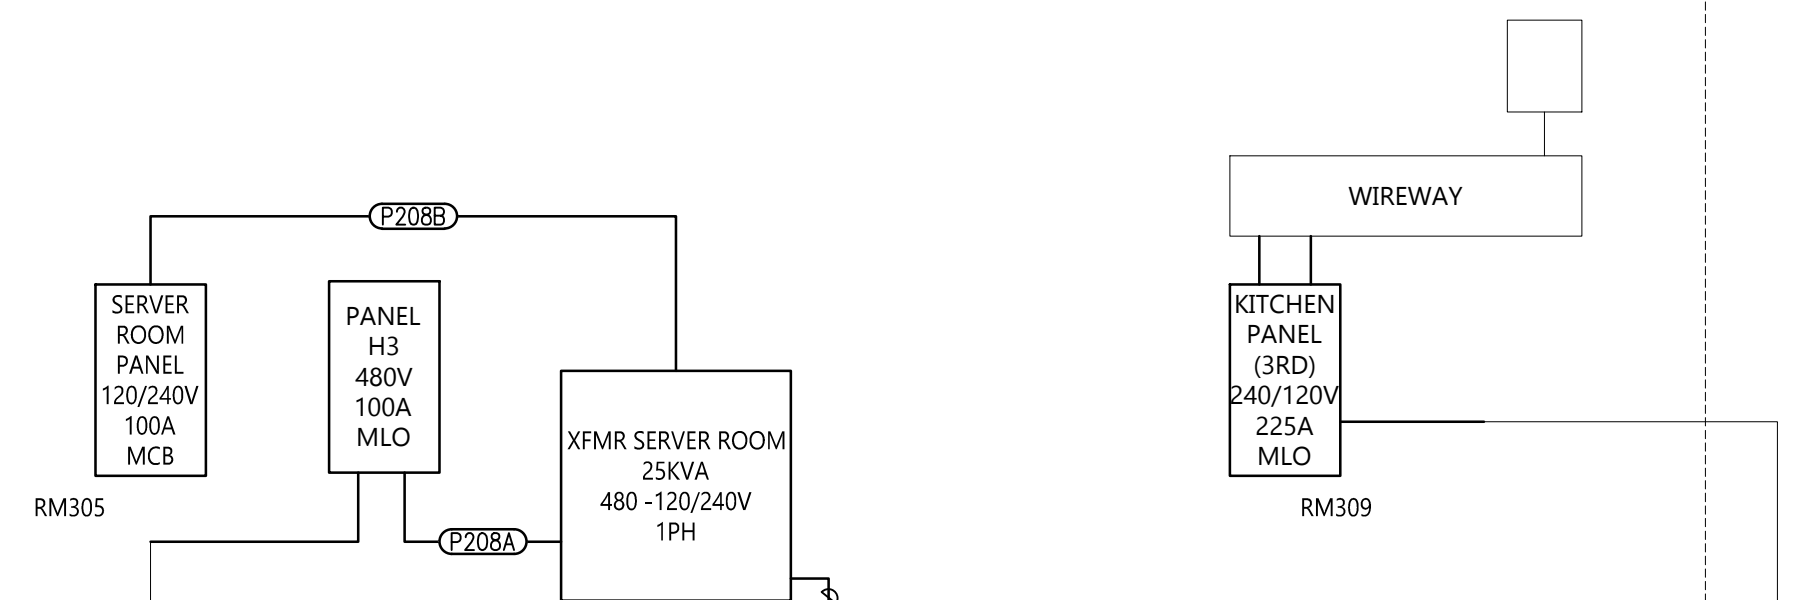 WIREWAY
P208B
SERVER
ROOM
PANEL
120/240V
100A
MCB
RM305
PANEL
H3
480V
100A
MLO
P208A
XFMR SERVER ROOM
25KVA
480 -120/240V
1PH
KITCHEN
PANEL
(3RD)
240/120V
225A
MLO
RM309